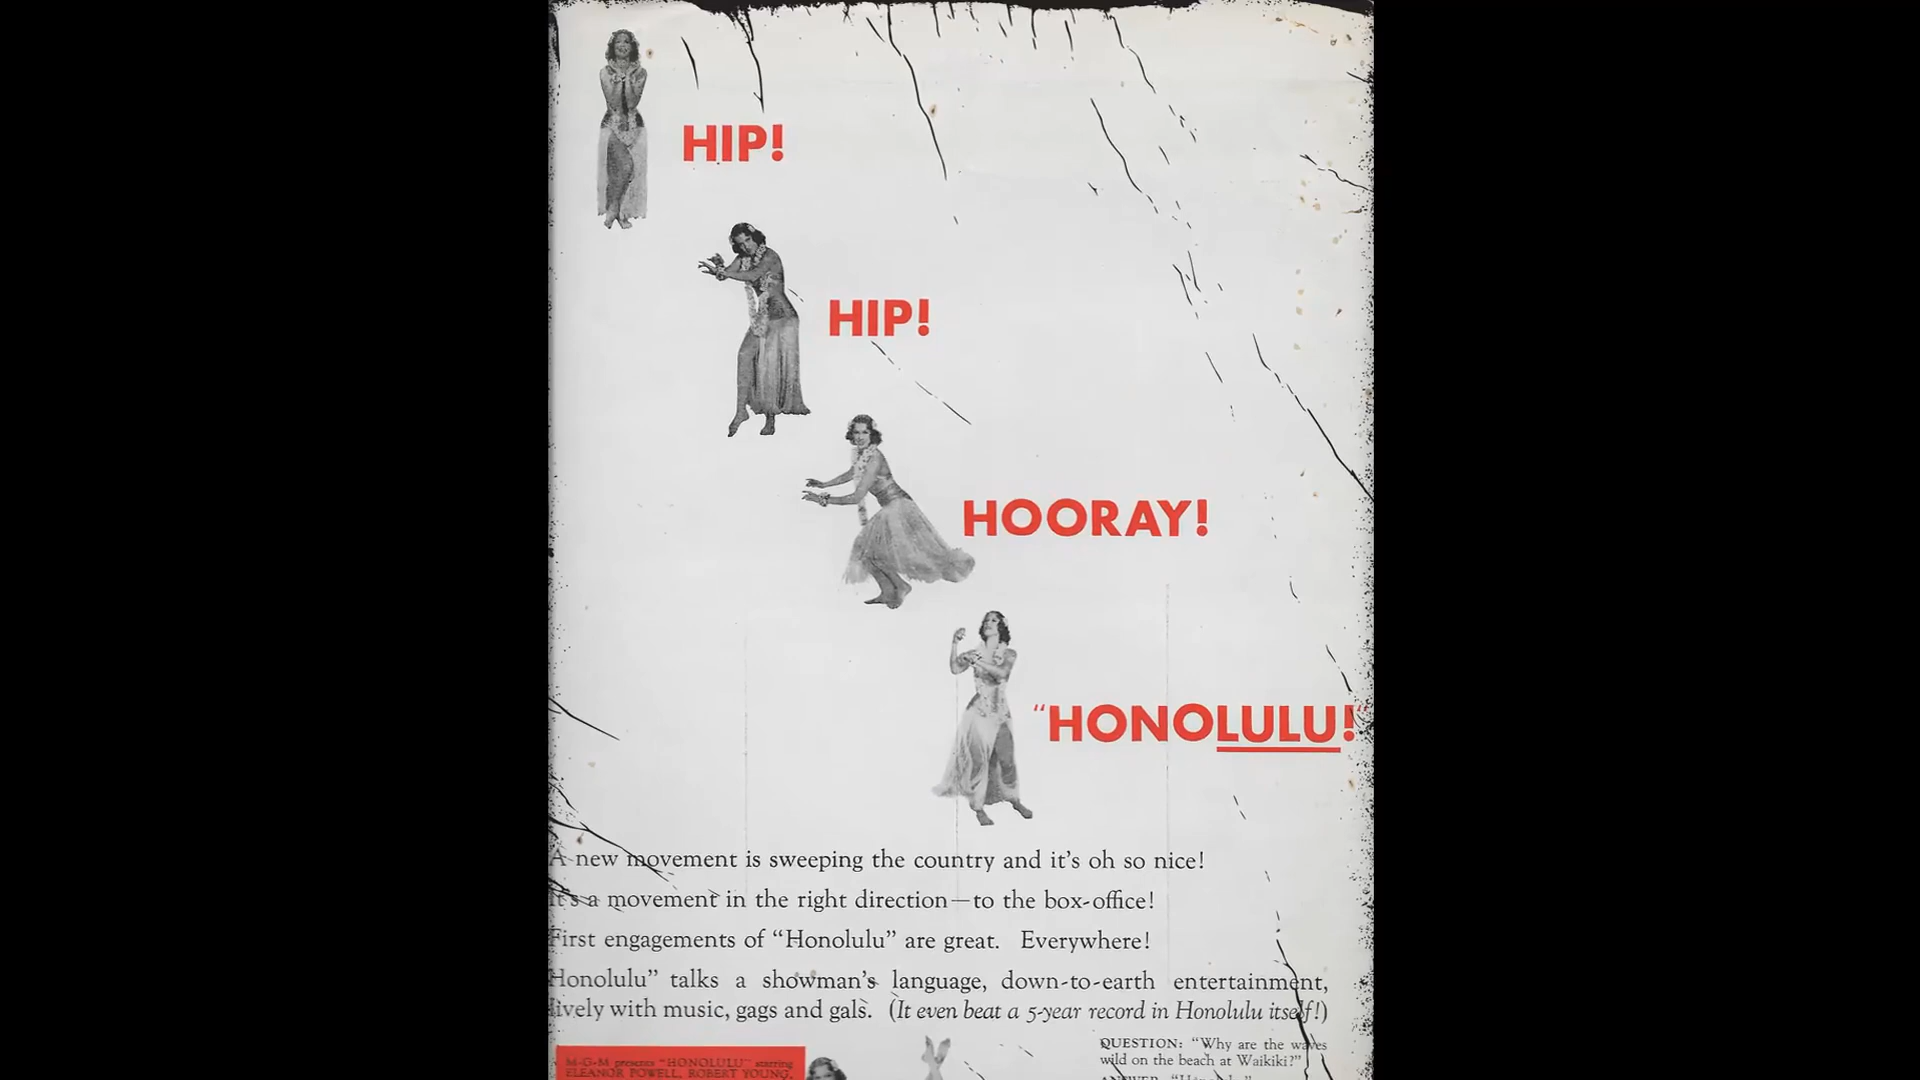 HIP!
HIP!
HOORAY!
"HONOLULU!"
A new movement is sweeping the country and it's oh so nice!
It's a movement in the right direction—to the box-office!
First engagements of "Honolulu" are great. Everywhere!
Honolulu" talks a showman's language, down-to-earth entertainment,
lively with music, gags and gals. (It even beat a 5-year record in Honolulu itself!)
M-G-M presents "HONOLULU" starring
ELEANOR POWELL, ROBERT YOUNG,
QUESTION: "Why are the waves
wild on the beach at Waikiki?"